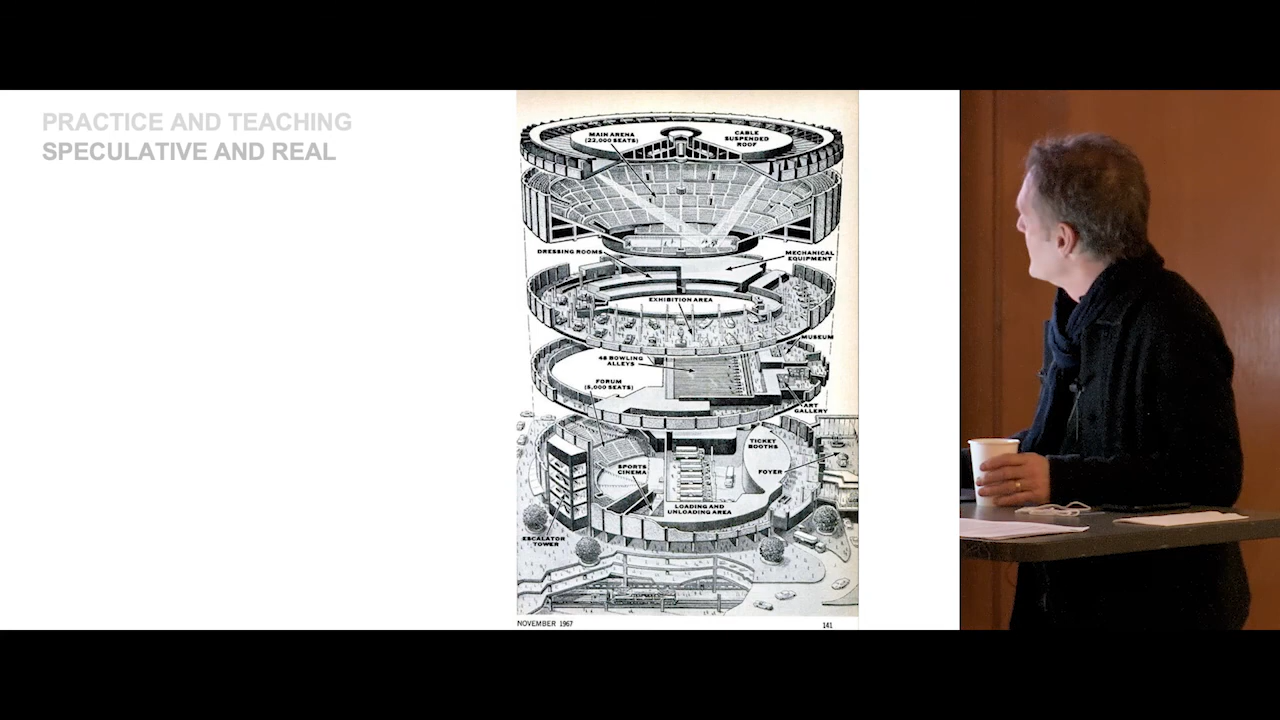 PRACTICE AND TEACHING
SPECULATIVE AND REAL
MAIN ARENA
(22,000 SEATS)
CABLE
SUSPENDED
ROOF
DRESSING ROOMS
MECHANICAL
EQUIPMENT
EXHIBITION AREA
MUSEUM
48 BOWLING
ALLEYS
FORUM
(5,000 SEATS)
ART
GALLERY
TICKET
BOOTHS
SPORTS
CINEMA
FOYER
LOADING AND
UNLOADING AREA
ESCALATOR
TOWER
NOVEMBER 1967
141